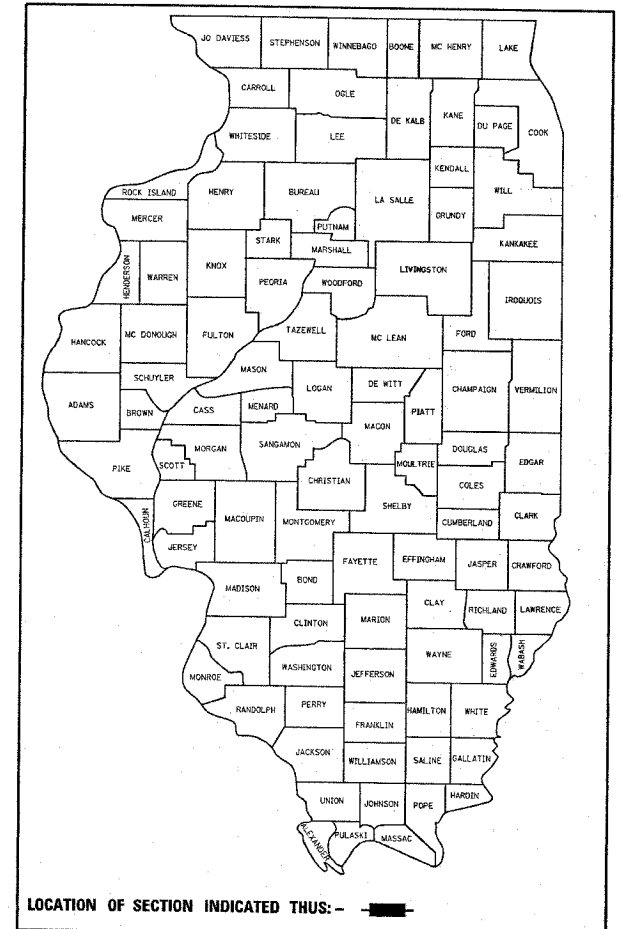 JO DAVIESS
STEPHENSON
WINNEBAGO
BOONE
MC HENRY
LAKE
CARROLL
OGLE
DE KALB
KANE
DU PAGE
COOK
WHITESIDE
LEE
KENDALL
WILL
ROCK ISLAND
HENRY
BUREAU
LA SALLE
GRUNDY
MERCER
PUTNAM
STARK
MARSHALL
KANKAKEE
HENDERSON
WARREN
KNOX
PEORIA
WOODFORD
LIVINGSTON
IROQUOIS
HANCOCK
MC DONOUGH
FULTON
TAZEWELL
MC LEAN
FORD
MASON
SCHUYLER
LOGAN
DE WITT
CHAMPAIGN
VERMILION
ADAMS
BROWN
CASS
MENARD
MACON
PIATT
PIKE
SCOTT
MORGAN
SANGAMON
DOUGLAS
MOULTRIE
EDGAR
CHRISTIAN
COLES
CALHOUN
GREENE
MACOUPIN
MONTGOMERY
SHELBY
CUMBERLAND
CLARK
JERSEY
FAYETTE
EFFINGHAM
JASPER
CRAWFORD
MADISON
BOND
CLAY
RICHLAND
LAWRENCE
CLINTON
MARION
ST. CLAIR
WAYNE
EDWARDS
WABASH
WASHINGTON
JEFFERSON
MONROE
RANDOLPH
PERRY
HAMILTON
WHITE
FRANKLIN
JACKSON
WILLIAMSON
SALINE
GALLATIN
UNION
JOHNSON
POPE
HARDIN
ALEXANDER
PULASKI
MASSAC
LOCATION OF SECTION INDICATED THUS: -